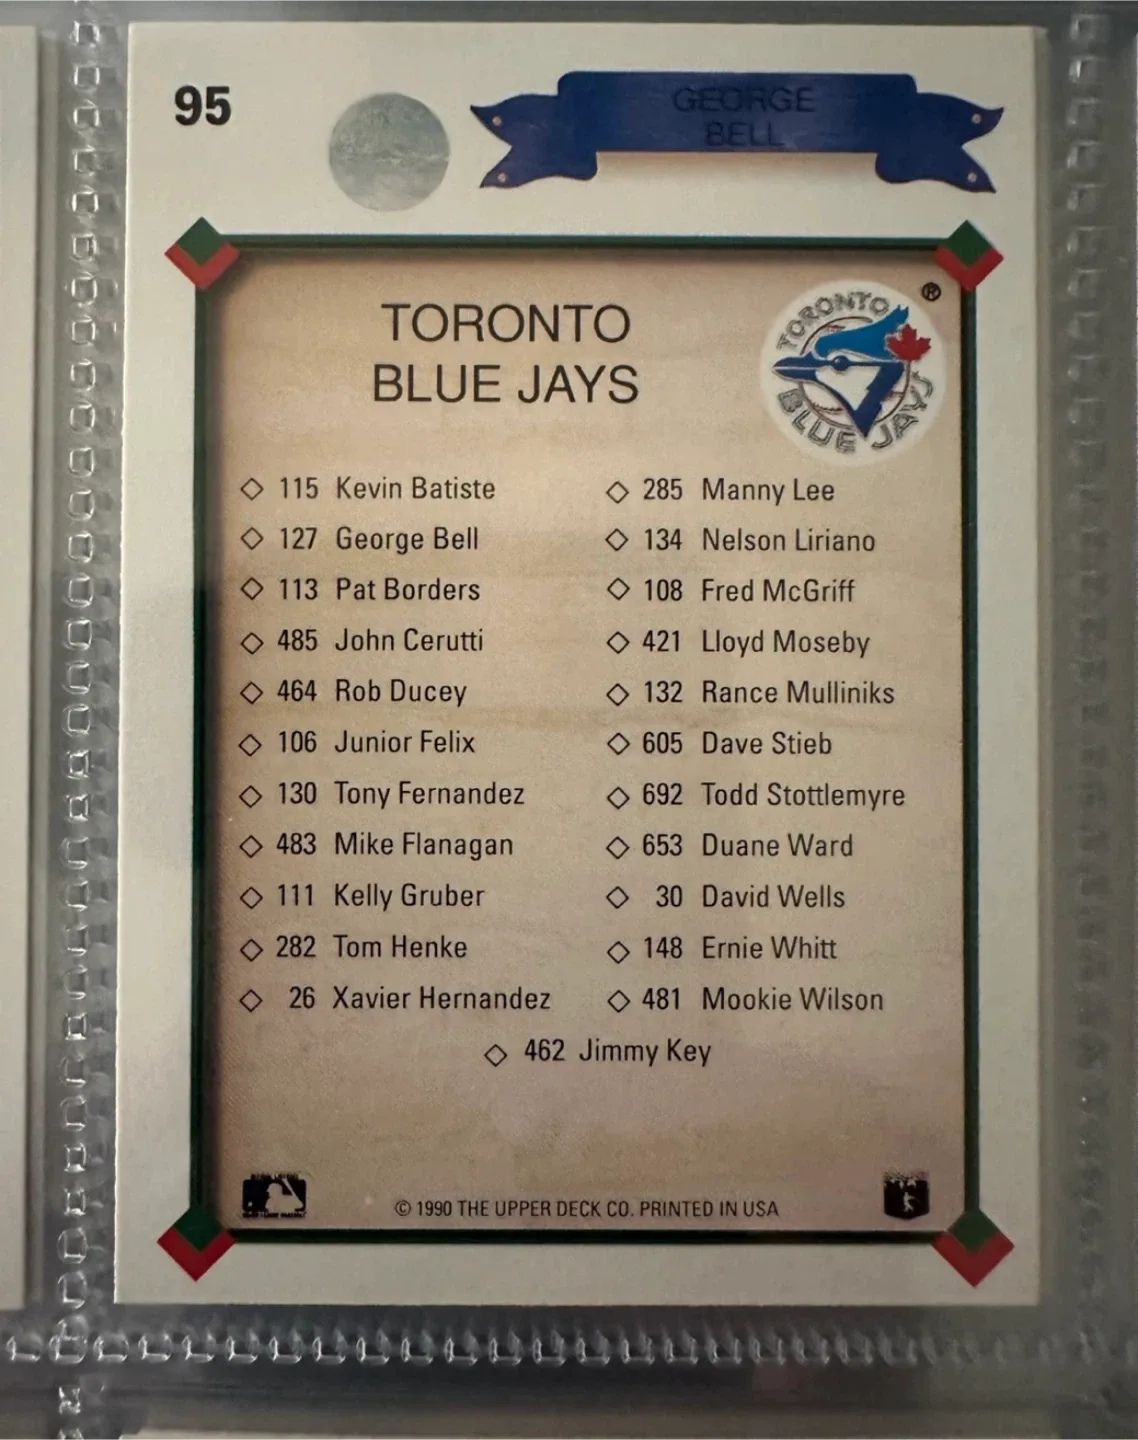 95
GEORGE
BELL
TORONTO
BLUE JAYS
®
TORONTO
BLUE JAYS
115 Kevin Batiste
127 George Bell
113 Pat Borders
485 John Cerutti
464 Rob Ducey
106 Junior Felix
130 Tony Fernandez
483 Mike Flanagan
111 Kelly Gruber
282 Tom Henke
26 Xavier Hernandez
285 Manny Lee
134 Nelson Liriano
108 Fred McGriff
421 Lloyd Moseby
132 Rance Mulliniks
605 Dave Stieb
692 Todd Stottlemyre
653 Duane Ward
30 David Wells
148 Ernie Whitt
481 Mookie Wilson
462 Jimmy Key
© 1990 THE UPPER DECK CO. PRINTED IN USA